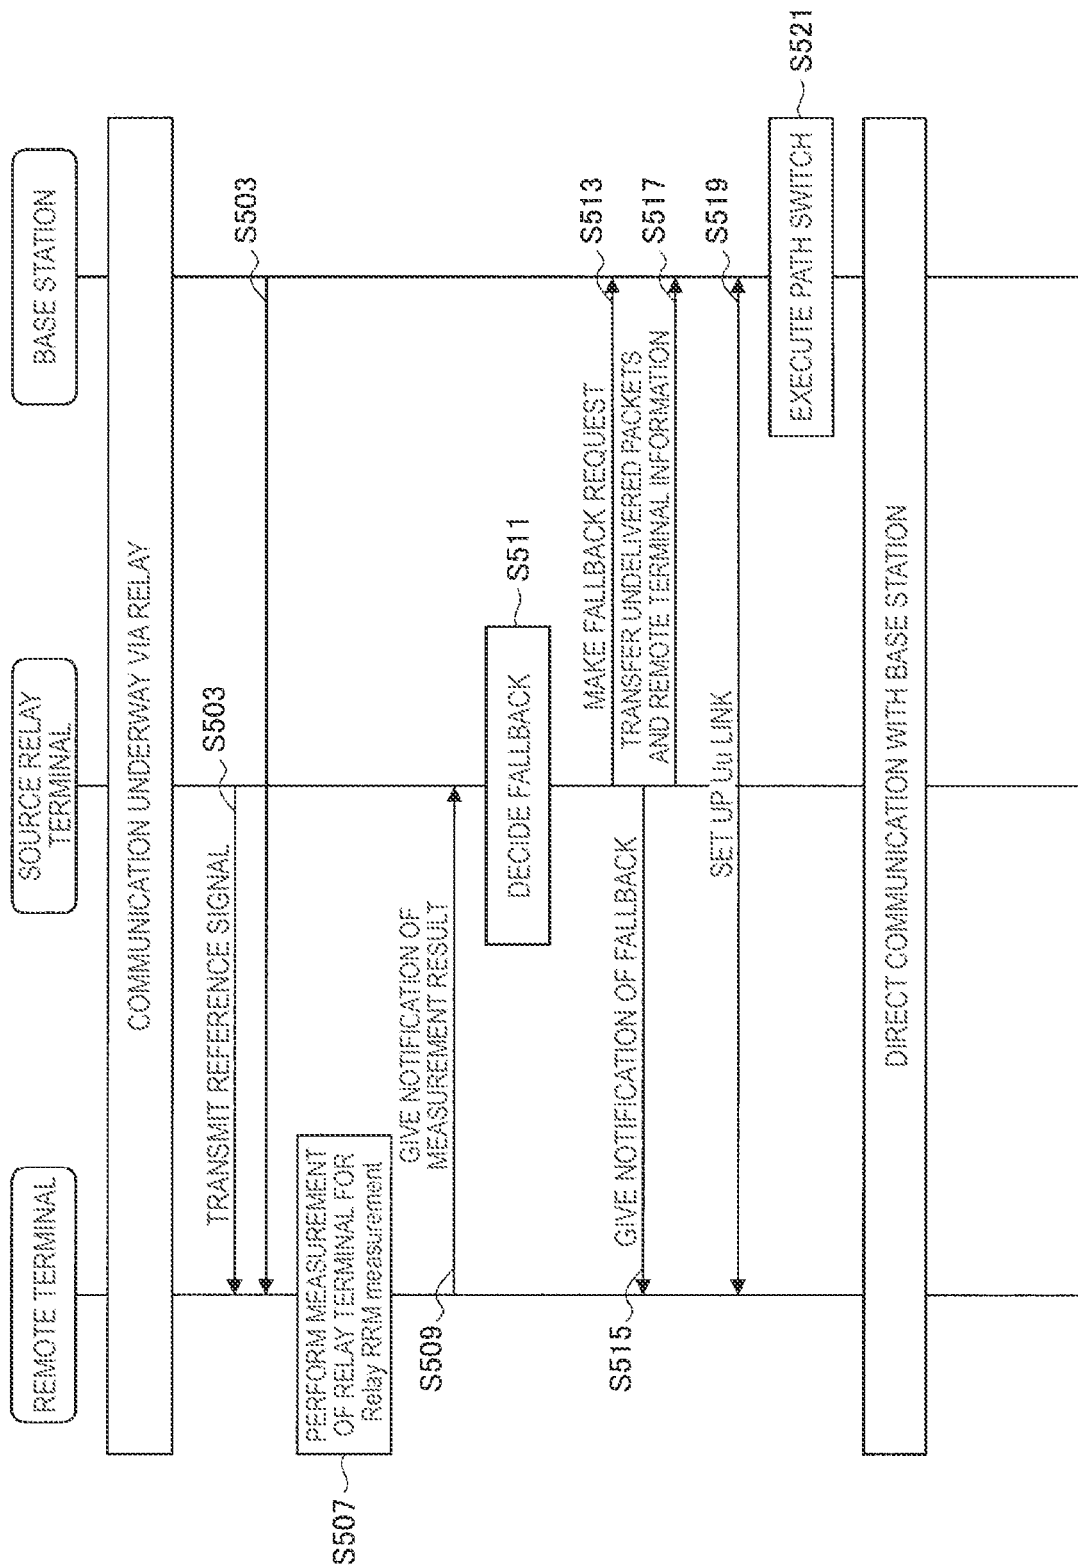 REMOTE TERMINAL
SOURCE RELAY
TERMINAL
BASE STATION
COMMUNICATION UNDERWAY VIA RELAY
TRANSMIT REFERENCE SIGNAL
S503
S503
S507
PERFORM MEASUREMENT
OF RELAY TERMINAL FOR
Relay RRM measurement
S509
GIVE NOTIFICATION OF
MEASUREMENT RESULT
DECIDE FALLBACK
S511
MAKE FALLBACK REQUEST
S513
S515
GIVE NOTIFICATION OF FALLBACK
TRANSFER UNDELIVERED PACKETS
AND REMOTE TERMINAL INFORMATION
S517
SET UP Uu LINK
S519
EXECUTE PATH SWITCH
S521
DIRECT COMMUNICATION WITH BASE STATION